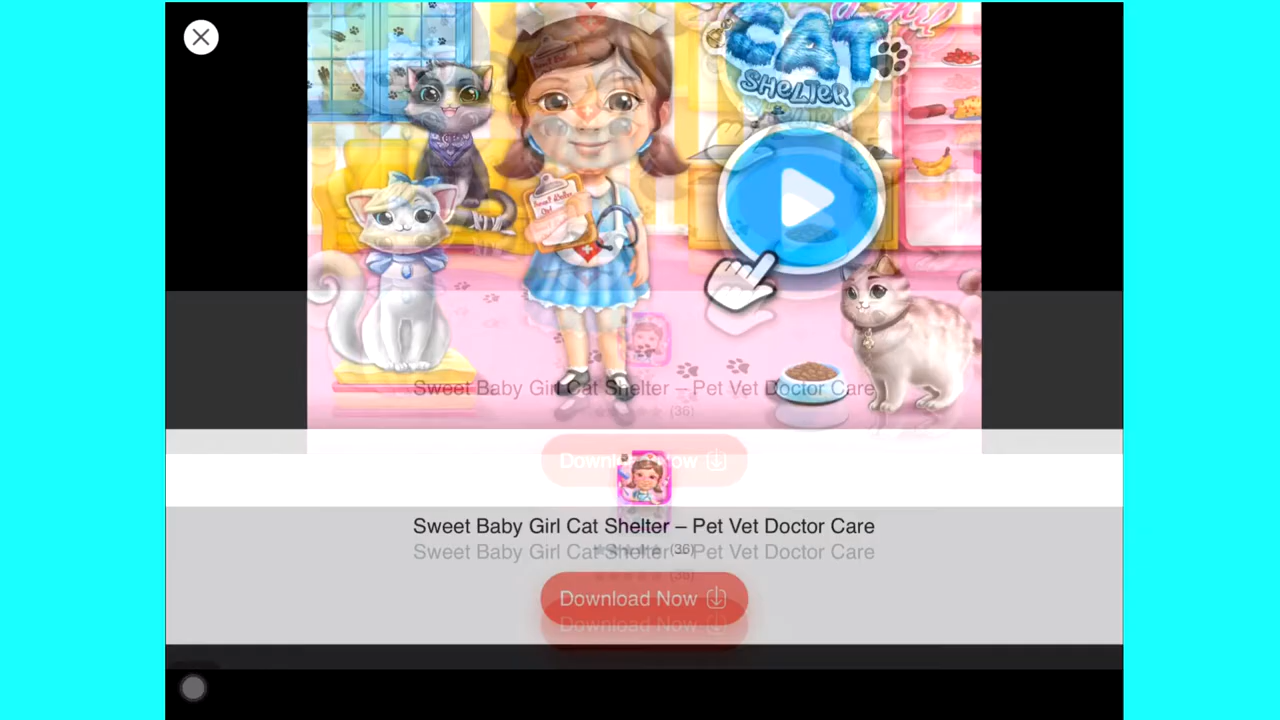 CAT
SHELTER
Sweet Baby Girl Cat Shelter – Pet Vet Doctor Care
(36)
Download Now
Sweet Baby Girl Cat Shelter – Pet Vet Doctor Care
Sweet Baby Girl Cat Shelter – Pet Vet Doctor Care
(36)
(36)
Download Now
Download Now